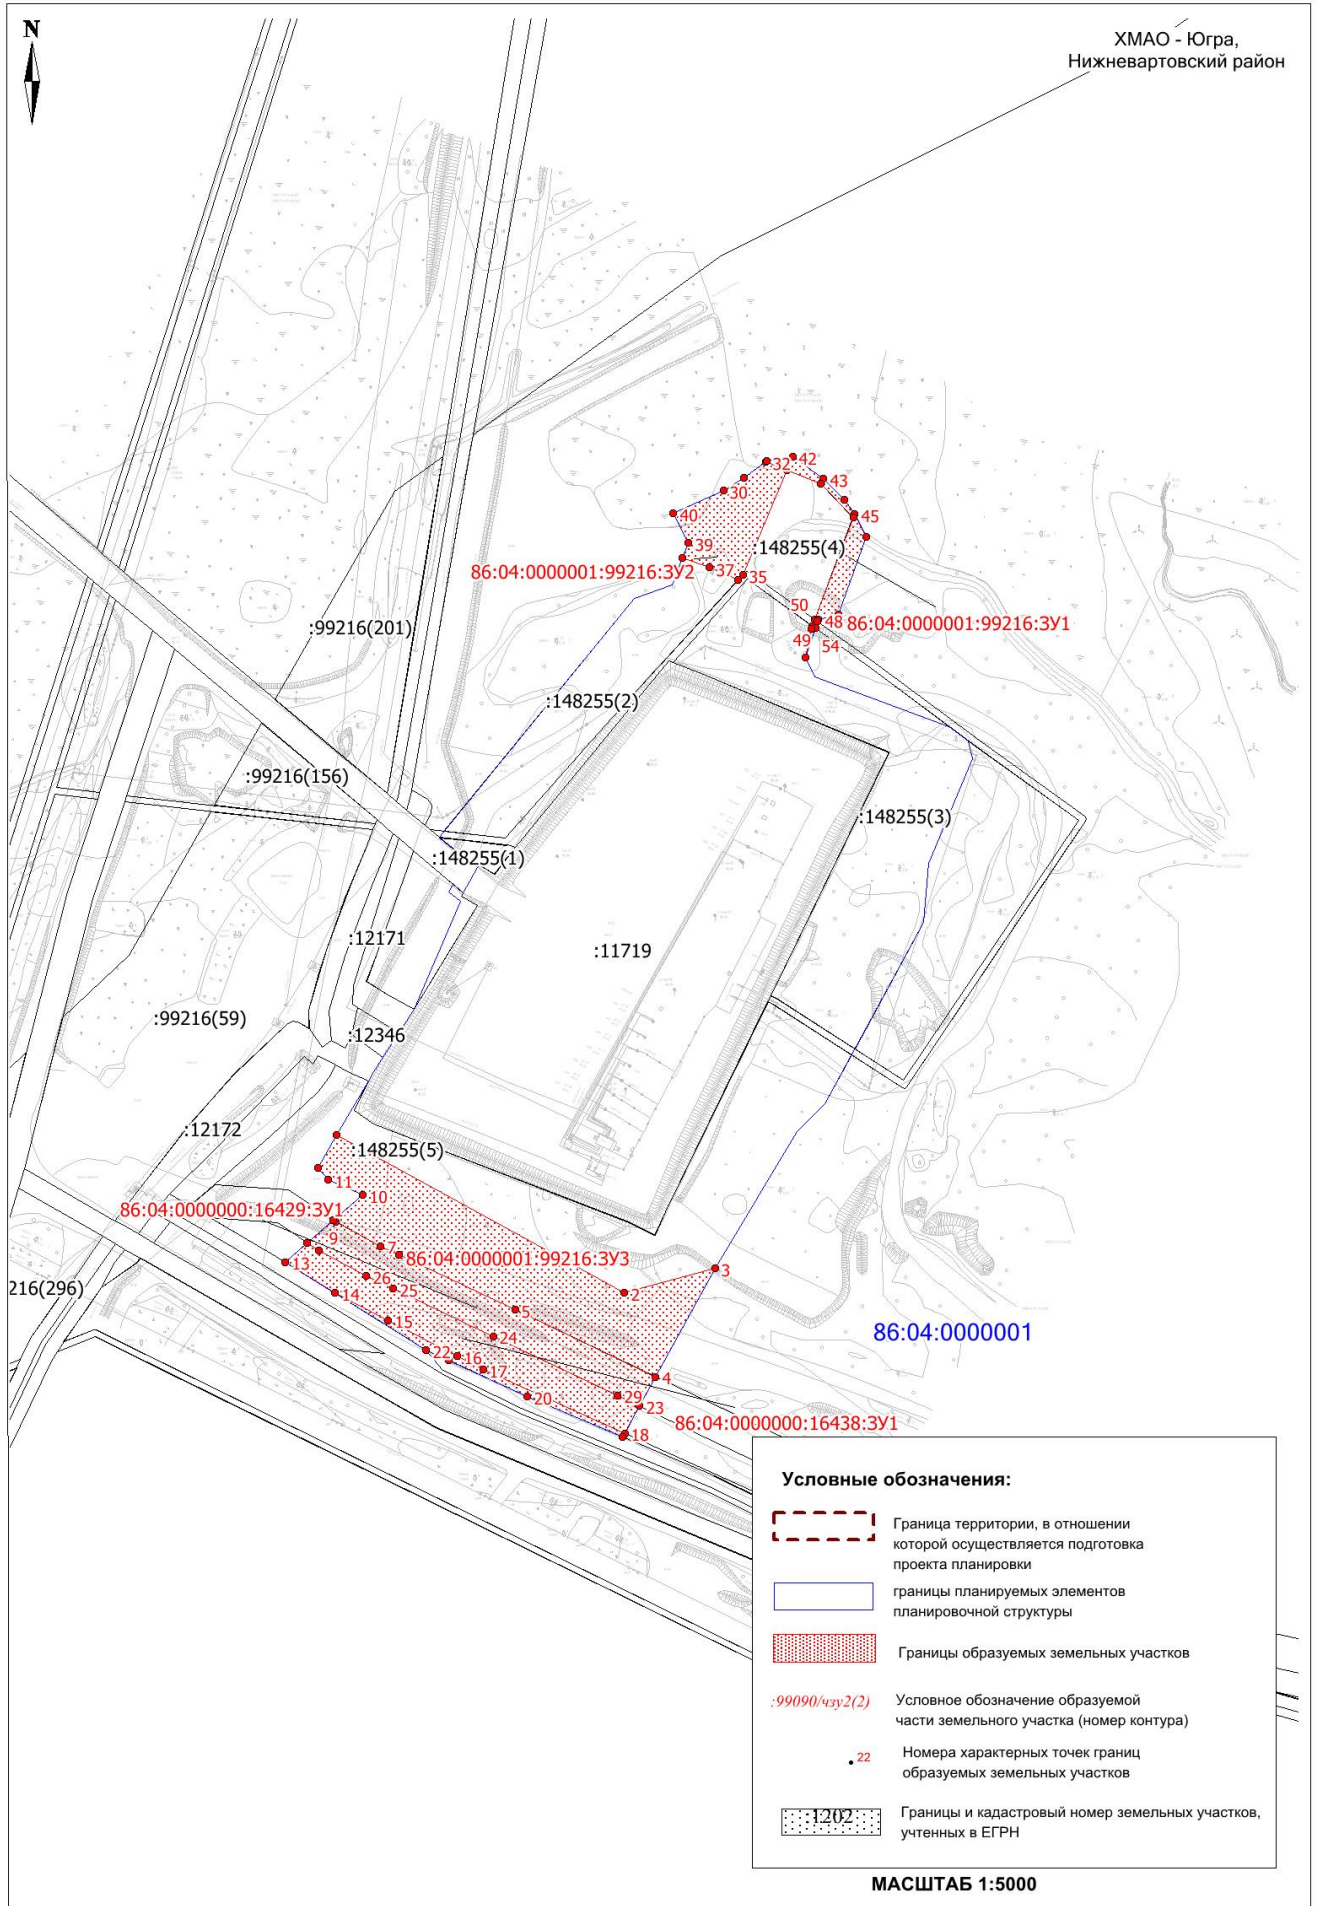 N
ХМАО - Югра,
Нижневартовский район
42
32
43
30
45
40
39
:148255(4)
37
35
86:04:0000001:99216:ЗУ2
50
48
86:04:0000001:99216:ЗУ1
:99216(201)
49
54
:148255(2)
:99216(156)
:148255(3)
:148255(1)
:12171
:11719
:99216(59)
:12346
:12172
:148255(5)
11
10
86:04:0000000:16429:ЗУ1
9
7
86:04:0000001:99216:ЗУ3
13
3
26
216(296)
25
2
14
5
15
86:04:0000001
24
22
16
17
4
20
29
23
86:04:0000000:16438:ЗУ1
18
Условные обозначения:
Граница территории, в отношении
которой осуществляется подготовка
проекта планировки
границы планируемых элементов
планировочной структуры
Границы образуемых земельных участков
:99090/чзу2(2)
Условное обозначение образуемой
части земельного участка (номер контура)
22
Номера характерных точек границ
образуемых земельных участков
:1202
Границы и кадастровый номер земельных участков,
учтенных в ЕГРН
МАСШТАБ 1:5000